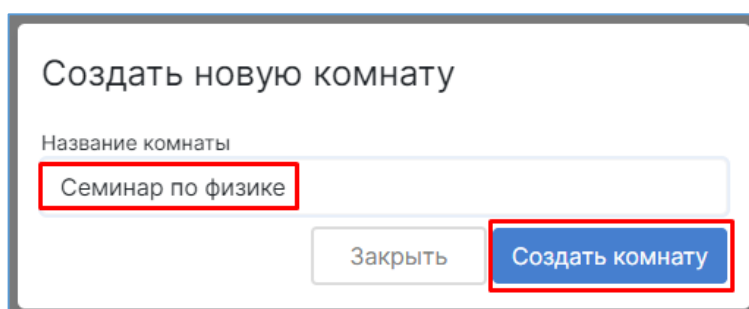 Создать новую комнату
Название комнаты
Семинар по физике
Закрыть Создать комнату